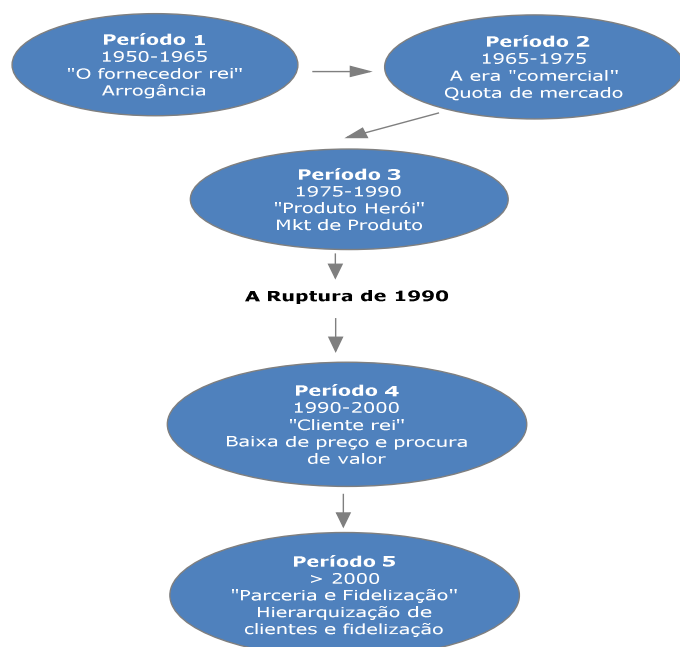 Período 1
1950-1965
"O fornecedor rei"
Arrogância
Período 2
1965-1975
A era "comercial"
Quota de mercado
Período 3
1975-1990
"Produto Herói"
Mkt de Produto
A Ruptura de 1990
Período 4
1990-2000
"Cliente rei"
Baixa de preço e procura
de valor
Período 5
> 2000
"Parceria e Fidelização"
Hierarquização de
clientes e fidelização